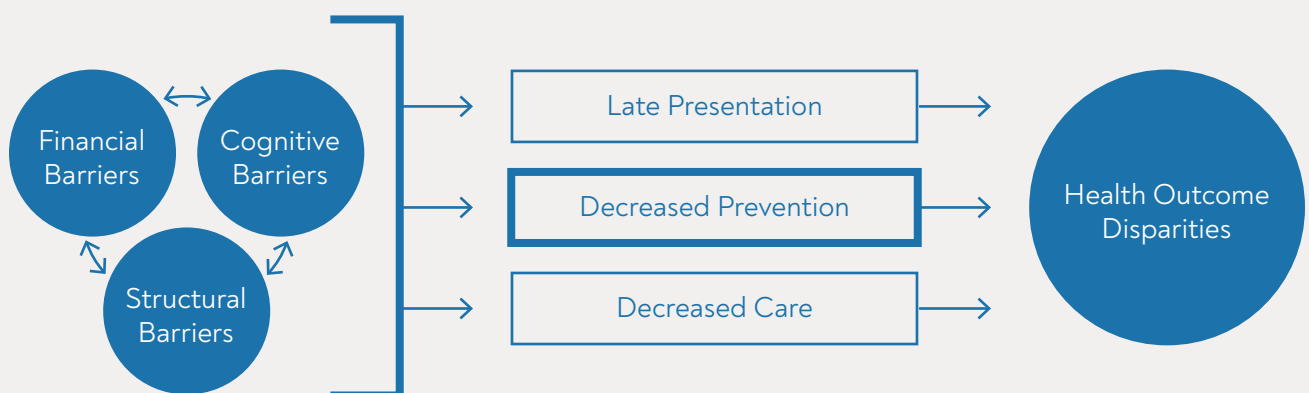 Financial
Barriers
Cognitive
Barriers
Structural
Barriers
Late Presentation
Decreased Prevention
Decreased Care
Health Outcome
Disparities